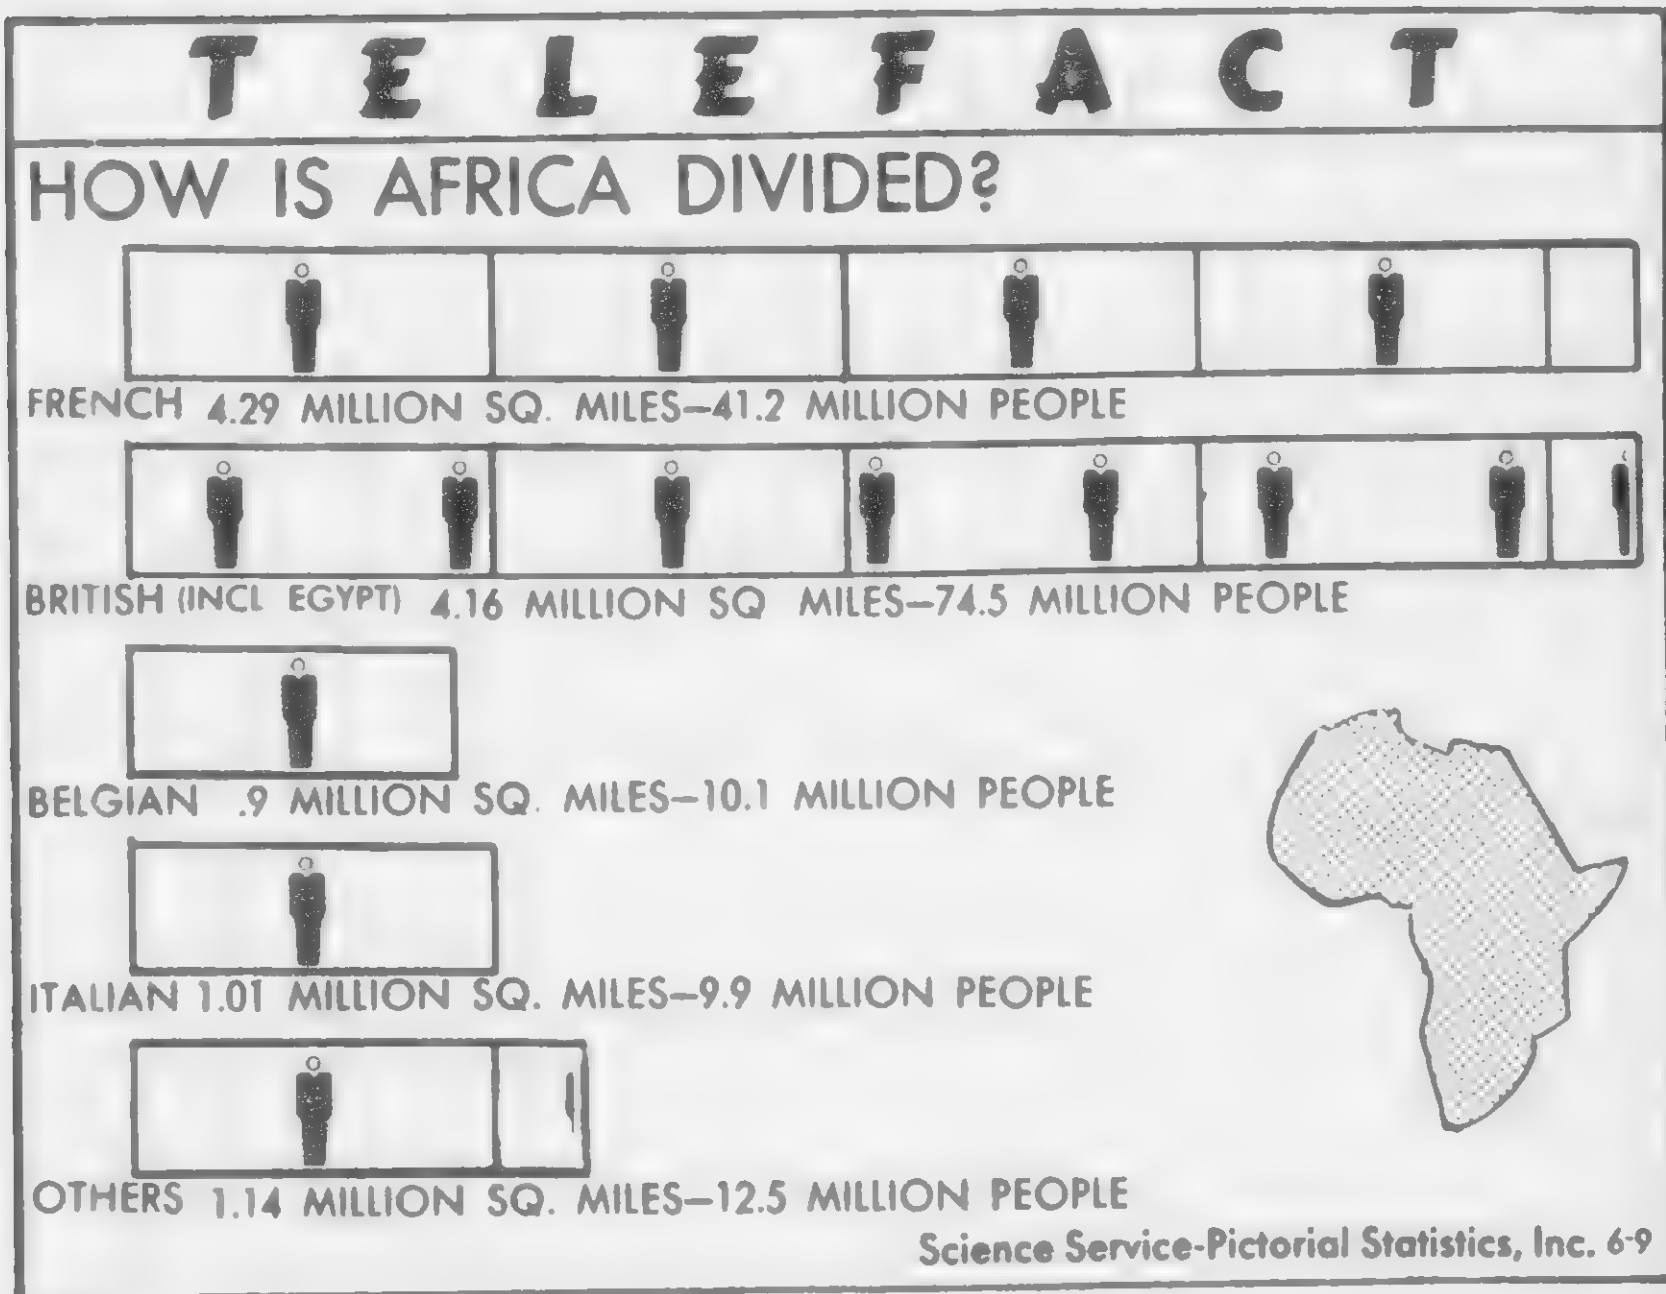 TELEFACT
HOW IS AFRICA DIVIDED?
FRENCH 4.29 MILLION SQ. MILES—41.2 MILLION PEOPLE
BRITISH (INCL EGYPT) 4.16 MILLION SQ MILES—74.5 MILLION PEOPLE
BELGIAN .9 MILLION SQ. MILES—10.1 MILLION PEOPLE
ITALIAN 1.01 MILLION SQ. MILES—9.9 MILLION PEOPLE
OTHERS 1.14 MILLION SQ. MILES—12.5 MILLION PEOPLE
Science Service-Pictorial Statistics, Inc. 6-9